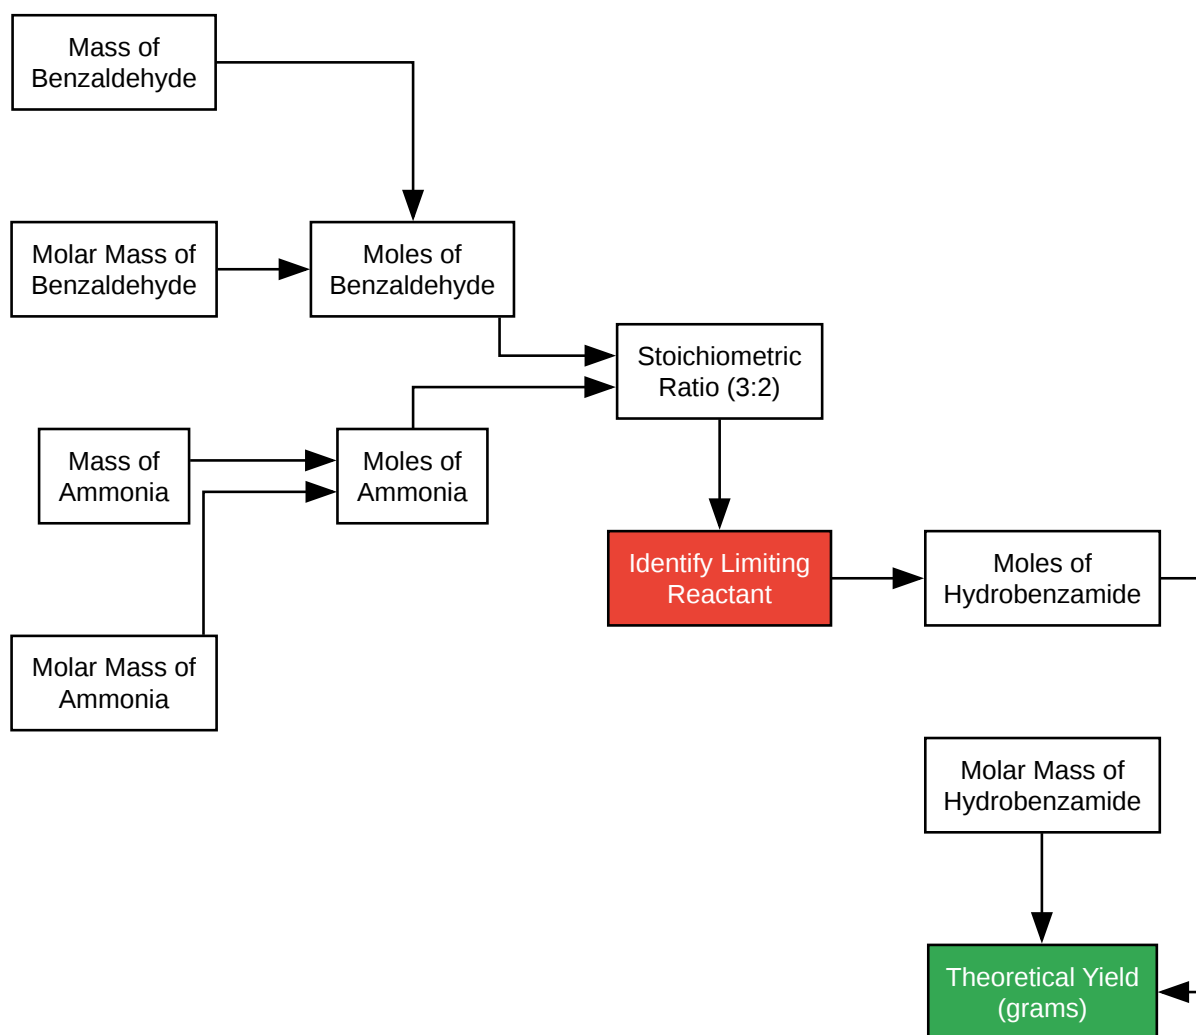 Mass of
Benzaldehyde
Molar Mass of
Benzaldehyde
Moles of
Benzaldehyde
Stoichiometric
Ratio (3:2)
Mass of
Ammonia
Moles of
Ammonia
Identify Limiting
Reactant
Moles of
Hydrobenzamide
Molar Mass of
Ammonia
Molar Mass of
Hydrobenzamide
Theoretical Yield
(grams)